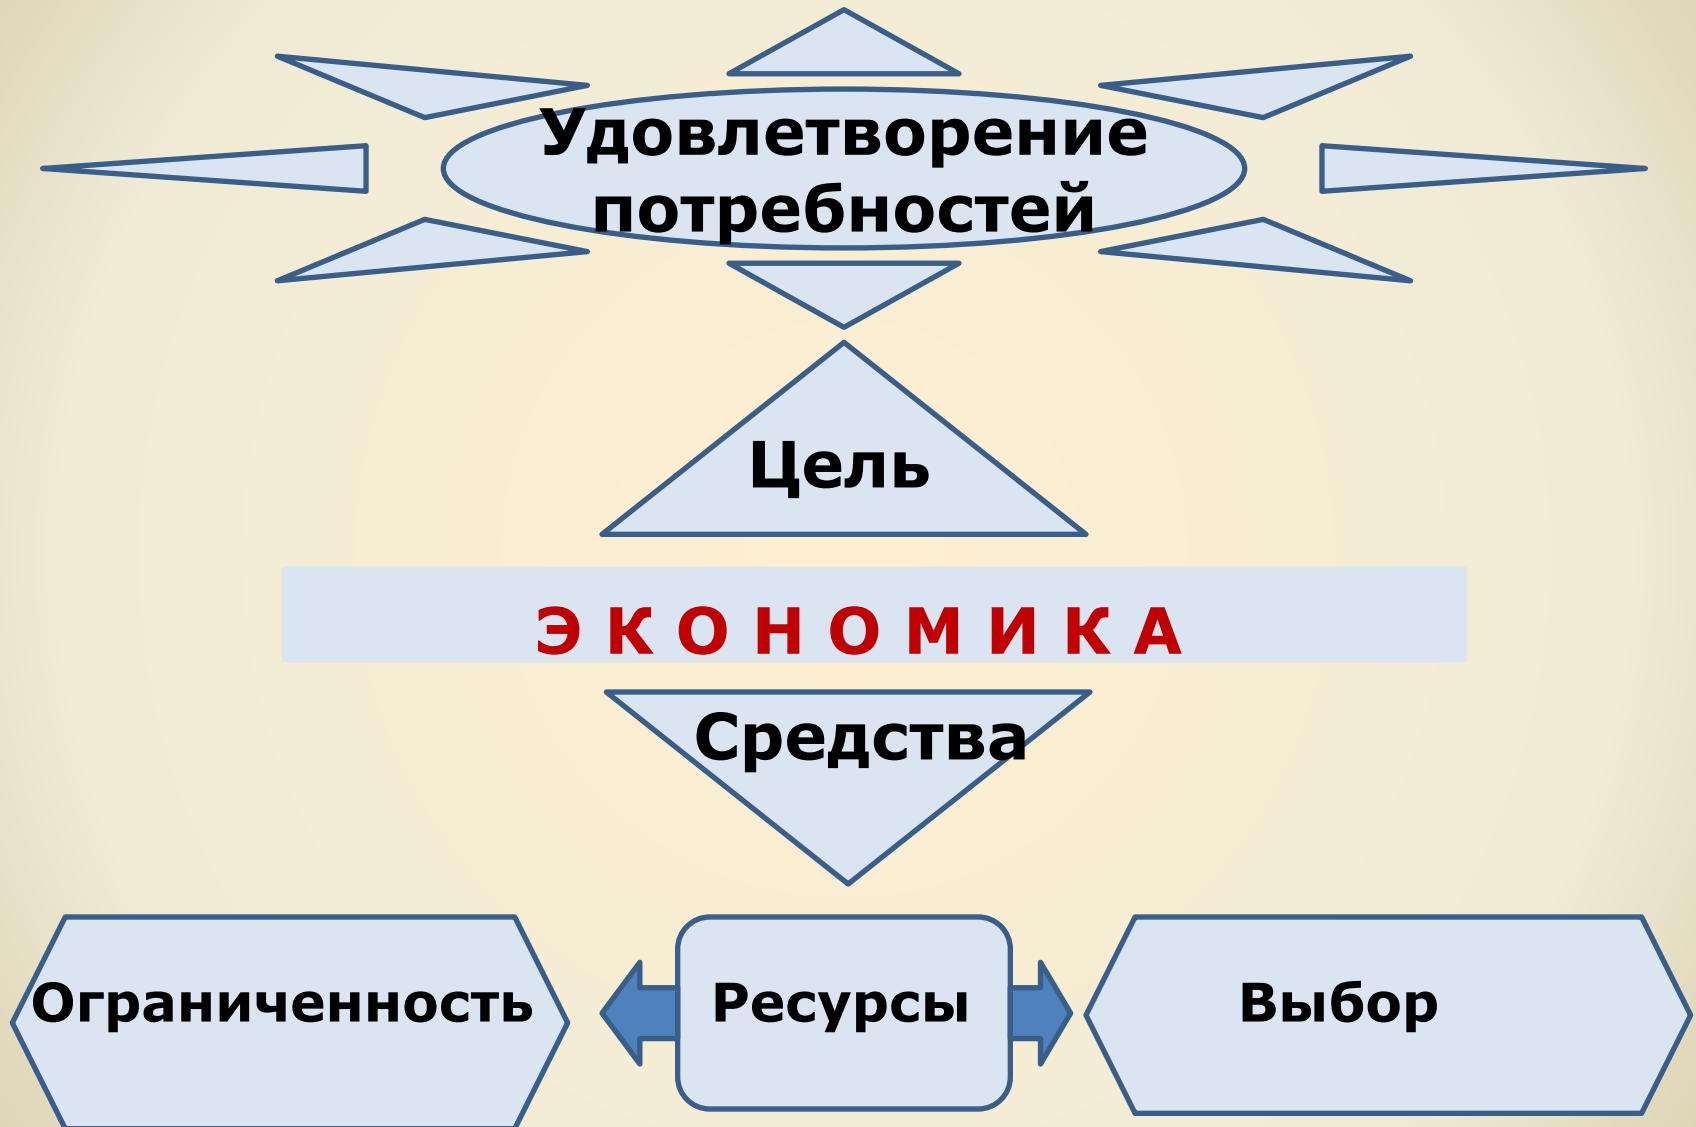 Удовлетворение
потребностей
Цель
Э К О Н О М И К А
Средства
Ограниченность
Ресурсы
Выбор